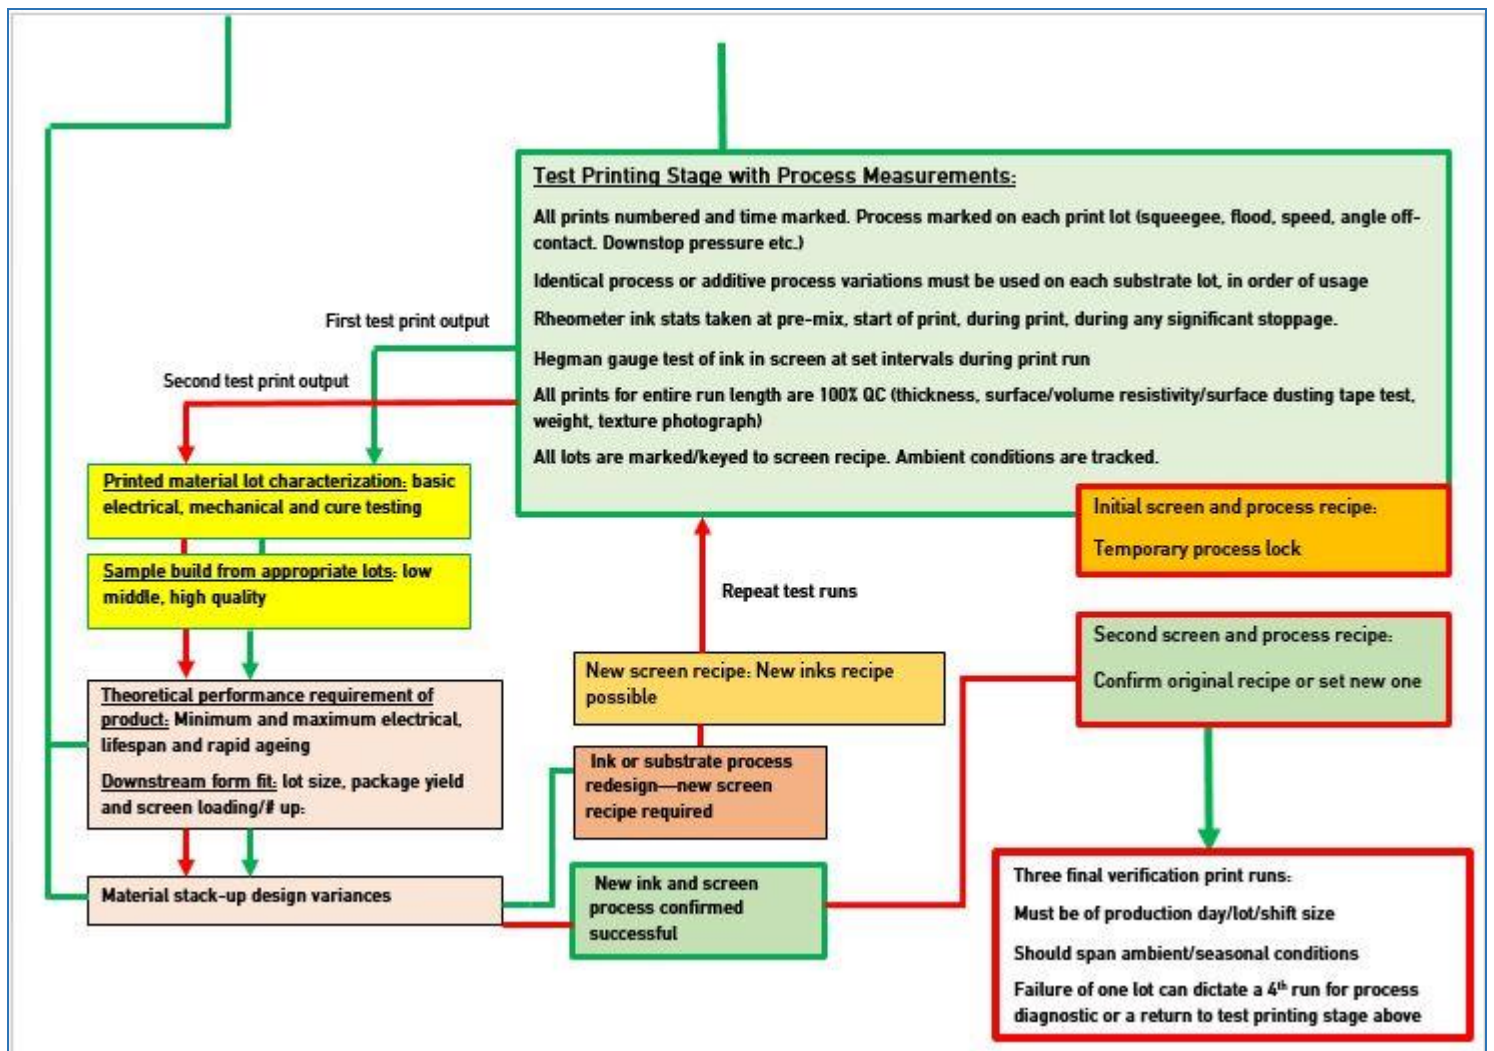 Test Printing Stage with Process Measurements:
All prints numbered and time marked. Process marked on each print lot (squeegee, flood, speed, angle off-
contact. Downstop pressure etc.)
Identical process or additive process variations must be used on each substrate lot, in order of usage
Rheometer ink stats taken at pre-mix, start of print, during print, during any significant stoppage.
Hegman gauge test of ink in screen at set intervals during print run
All prints for entire run length are 100% QC (thickness, surface/volume resistivity/surface dusting tape test,
weight, texture photograph)
All lots are marked/keyed to screen recipe. Ambient conditions are tracked.
First test print output
Second test print output
Printed material lot characterization: basic
electrical, mechanical and cure testing
Sample build from appropriate lots: low
middle, high quality
Theoretical performance requirement of
product: Minimum and maximum electrical,
lifespan and rapid ageing
Downstream form fit: lot size, package yield
and screen loading/# up:
Material stack-up design variances
Repeat test runs
New screen recipe: New inks recipe
possible
Ink or substrate process
redesign—new screen
recipe required
New ink and screen
process confirmed
successful
Initial screen and process recipe:
Temporary process lock
Second screen and process recipe:
Confirm original recipe or set new one
Three final verification print runs:
Must be of production day/lot/shift size
Should span ambient/seasonal conditions
Failure of one lot can dictate a 4th run for process
diagnostic or a return to test printing stage above